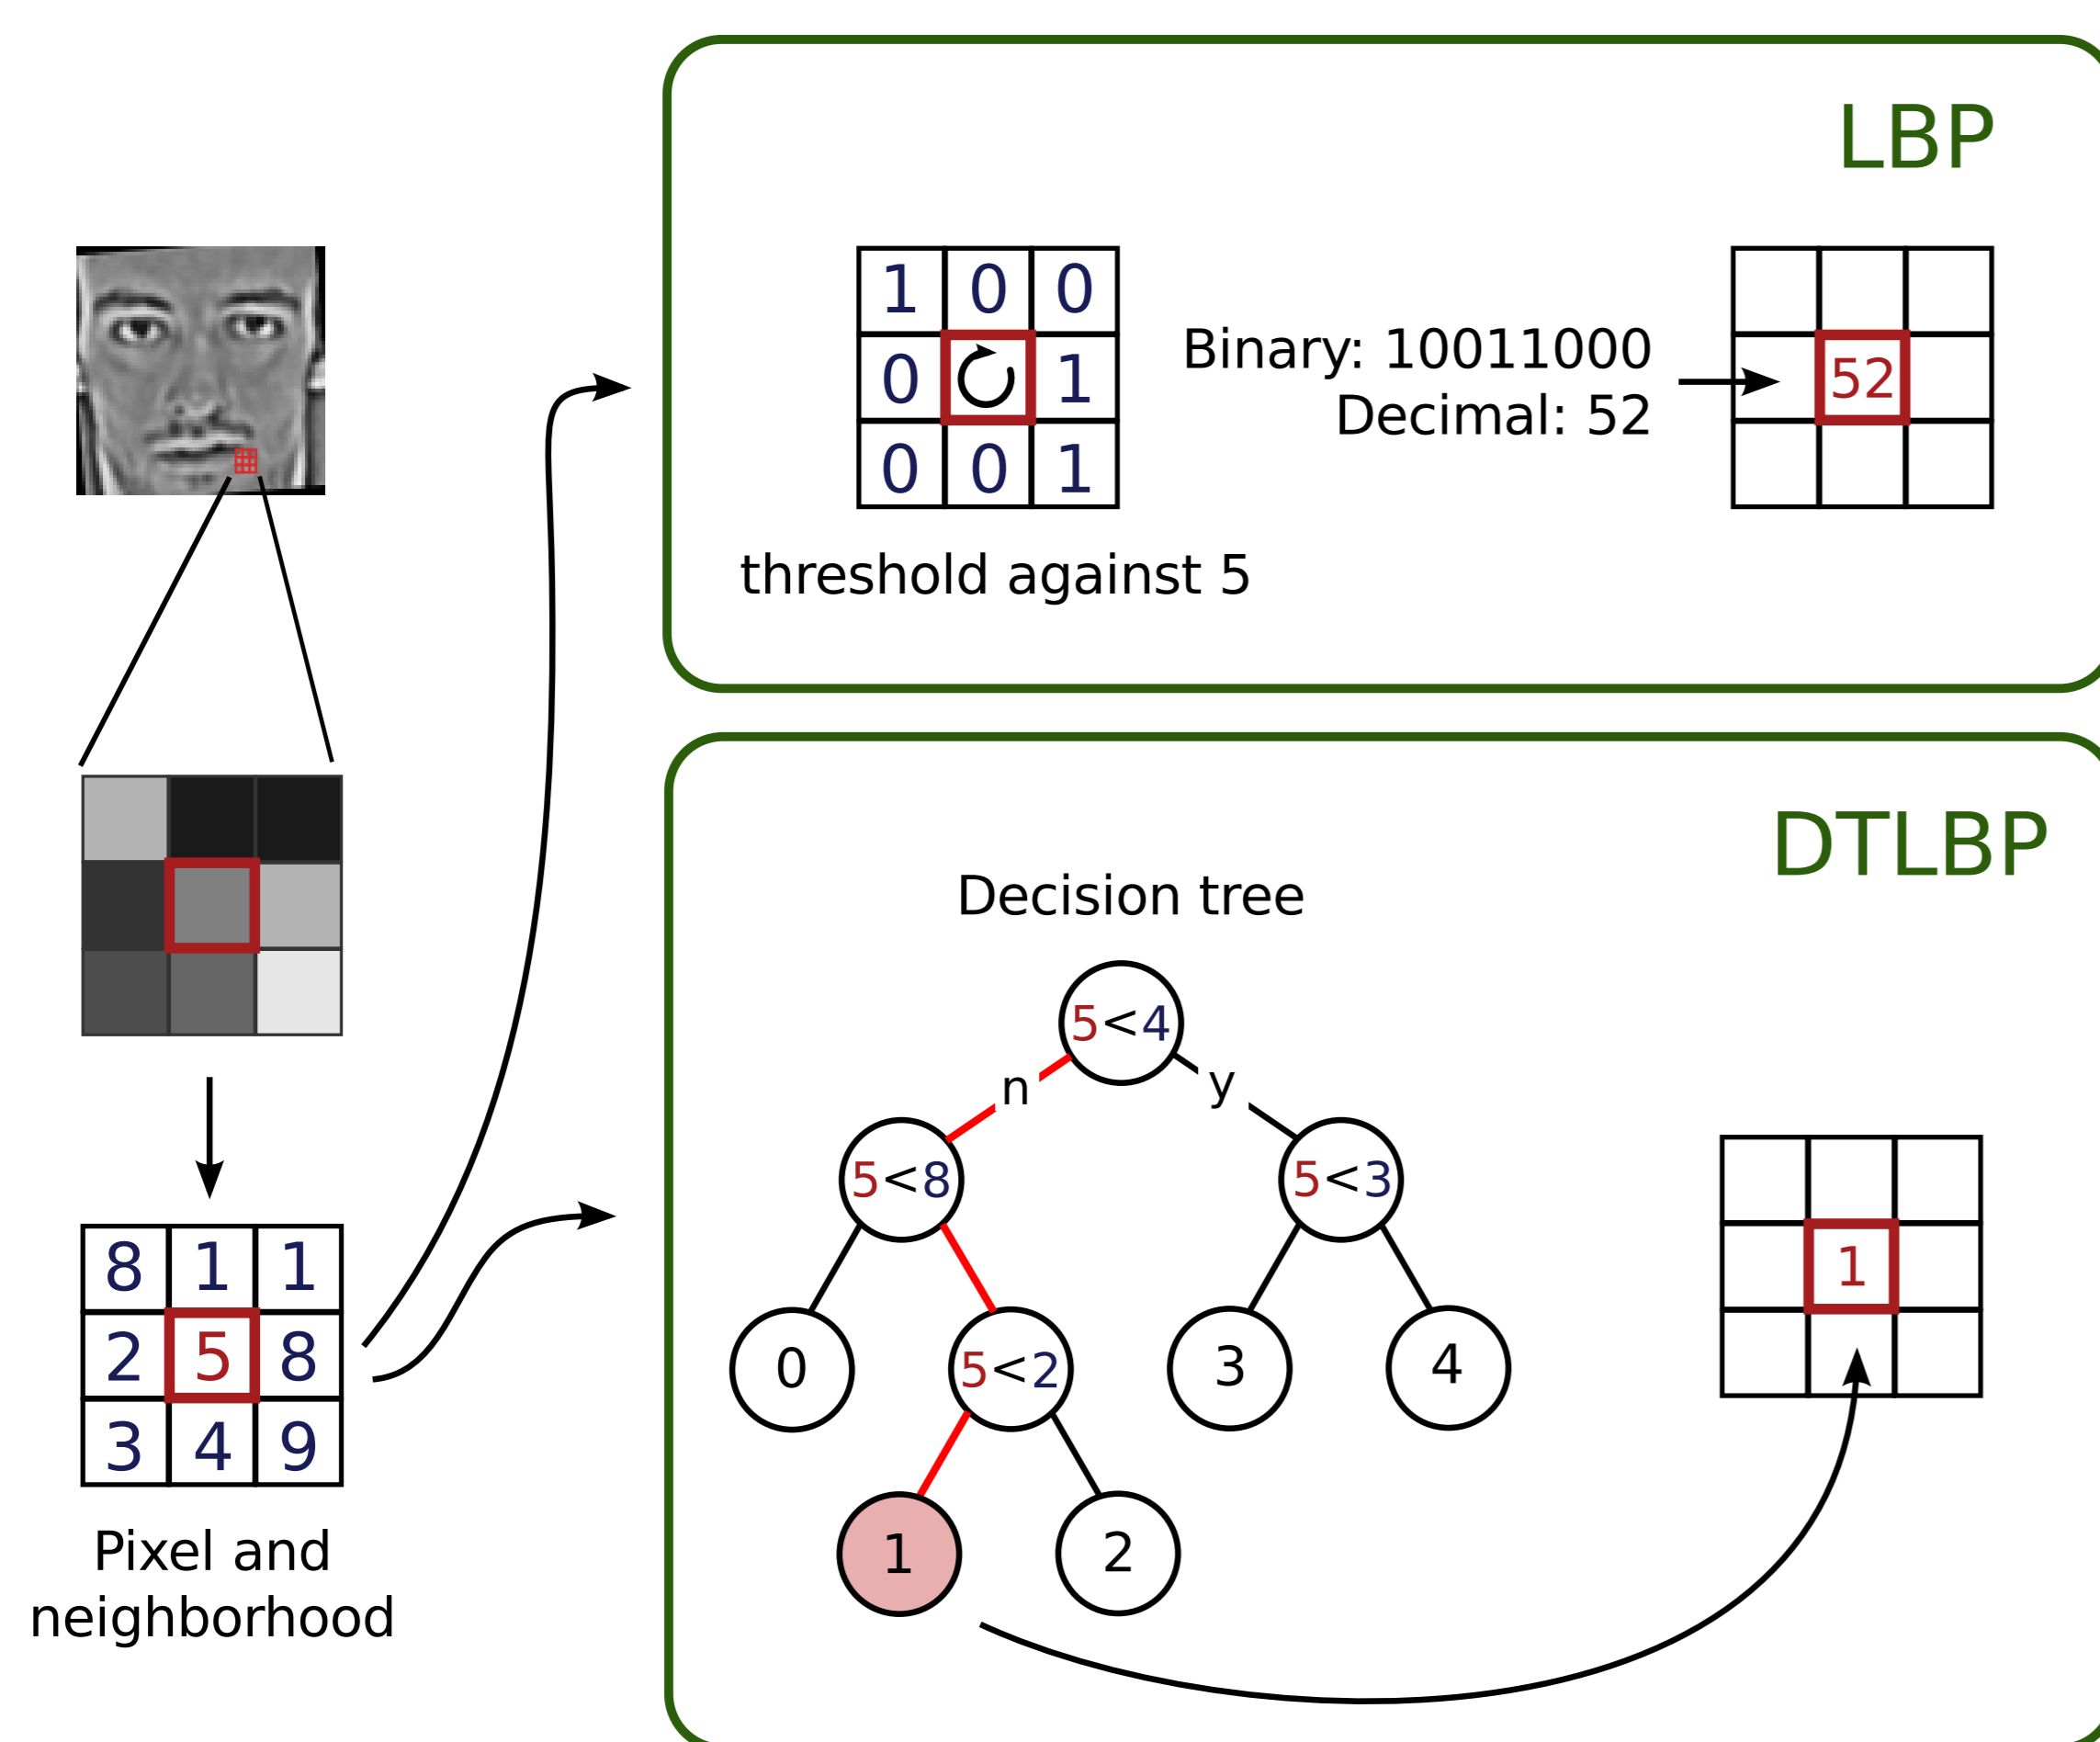 LBP
1 0 0
0 1
0 0 1
Binary: 10011000
Decimal: 52
52
threshold against 5
8 1 1
2 5 8
3 4 9
Pixel and
neighborhood
DTLBP
Decision tree
5<4
n y
5<8 5<3
0 5<2 3 4
1 2
1